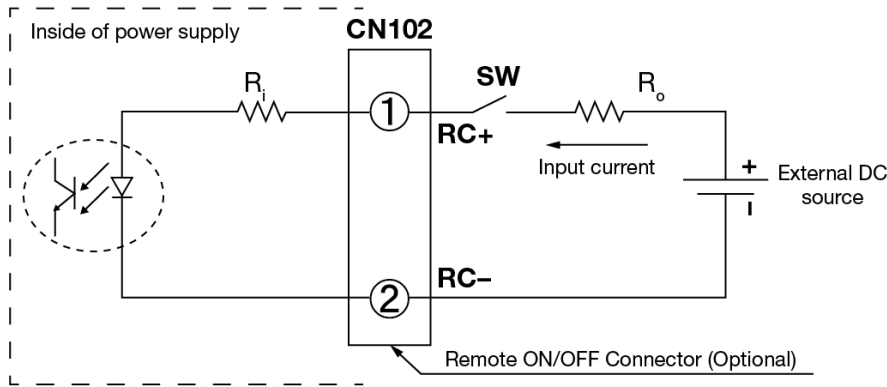 Inside of power supply
CN102
Ri
1
SW
Ro
RC+
Input current
+
External DC
source
2
RC−
Remote ON/OFF Connector (Optional)